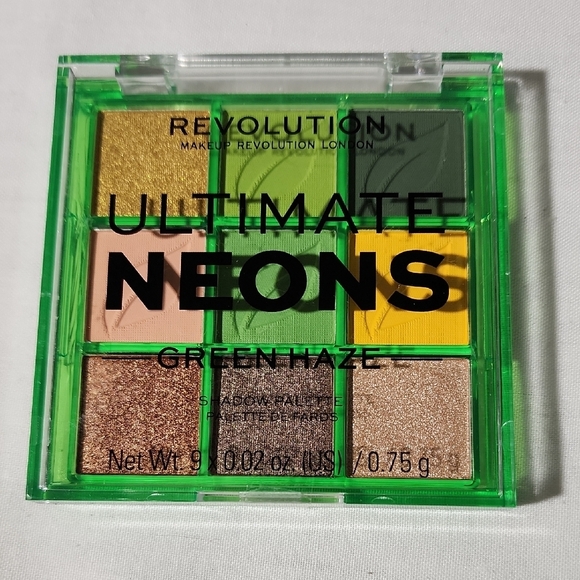 REVOLUTION
MAKEUP REVOLUTION LONDON
ULTIMATE
NEONS
GREEN HAZE
SHADOW PALETTE
PALETTE DE FARDS
Net Wt. 9 x 0.02 oz. (US) / 0.75 g